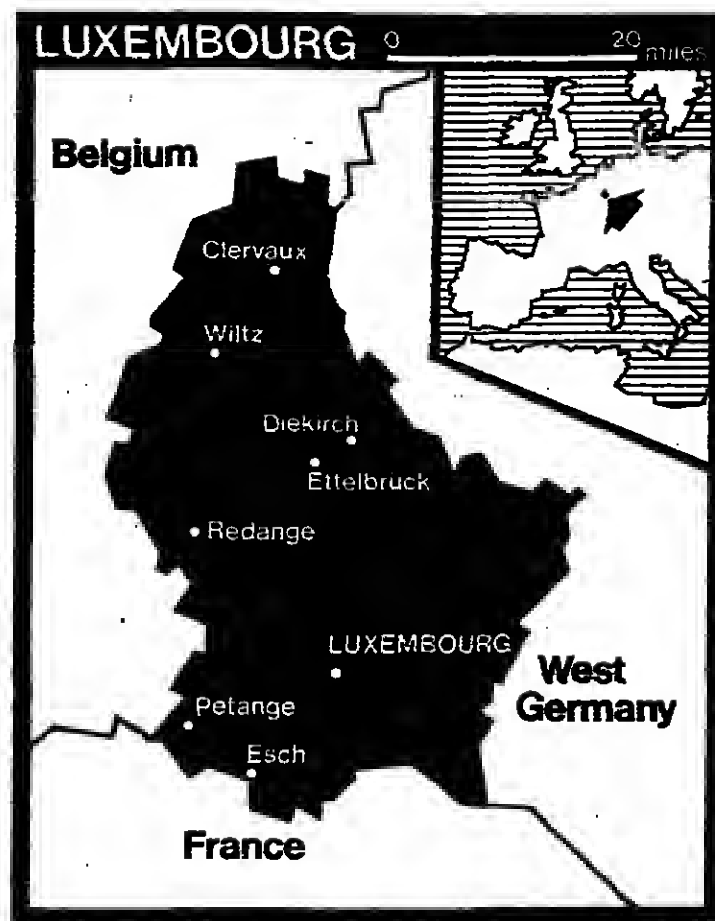 LUXEMBOURG
0 20 miles
Belgium
Clervaux
Wiltz
Diekirch
Ettelbruck
Redange
LUXEMBOURG
West
Germany
Petange
Esch
France